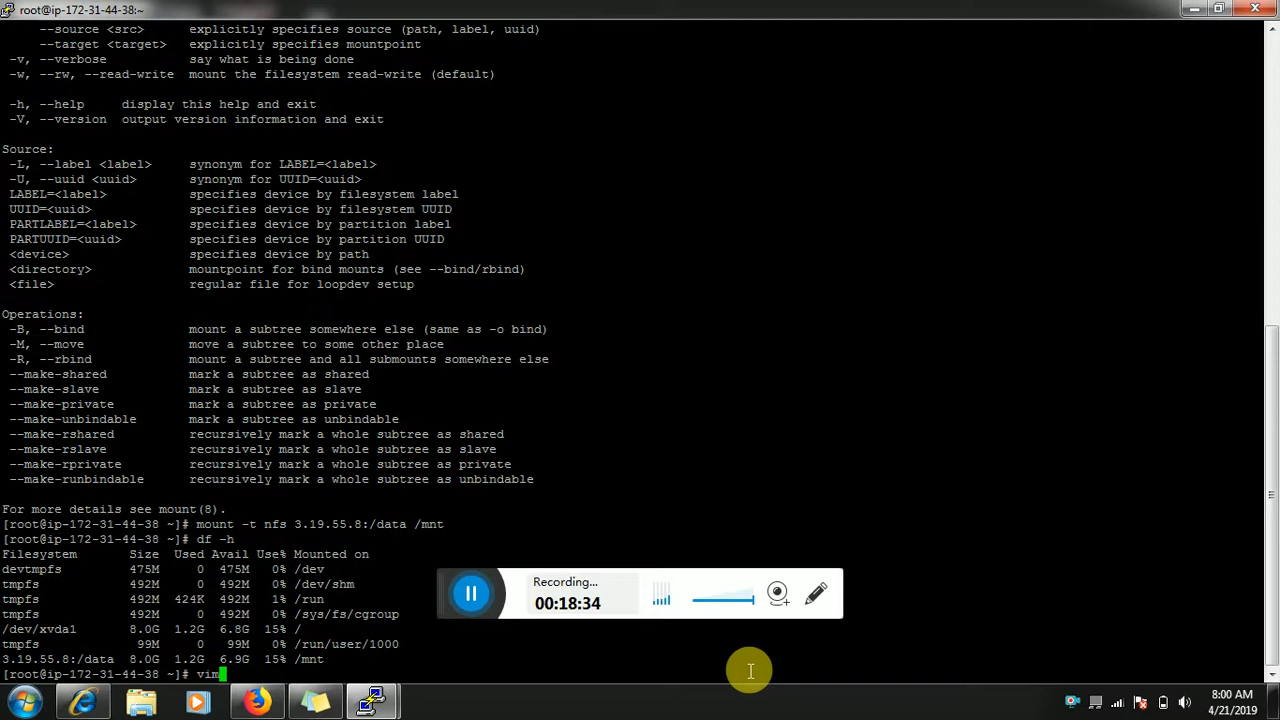 root@ip-172-31-44-38:~
--source <src> explicitly specifies source (path, label, uuid)
--target <target> explicitly specifies mountpoint
-v, --verbose say what is being done
-w, --rw, --read-write mount the filesystem read-write (default)
-h, --help display this help and exit
-V, --version output version information and exit
Source:
-L, --label <label> synonym for LABEL=<label>
-U, --uuid <uuid> synonym for UUID=<uuid>
LABEL=<label> specifies device by filesystem label
UUID=<uuid> specifies device by filesystem UUID
PARTLABEL=<label> specifies device by partition label
PARTUUID=<uuid> specifies device by partition UUID
<device> specifies device by path
<directory> mountpoint for bind mounts (see --bind/rbind)
<file> regular file for loopdev setup
Operations:
-B, --bind mount a subtree somewhere else (same as -o bind)
-M, --move move a subtree to some other place
-R, --rbind mount a subtree and all submounts somewhere else
--make-shared mark a subtree as shared
--make-slave mark a subtree as slave
--make-private mark a subtree as private
--make-unbindable mark a subtree as unbindable
--make-rshared recursively mark a whole subtree as shared
--make-rslave recursively mark a whole subtree as slave
--make-rprivate recursively mark a whole subtree as private
--make-runbindable recursively mark a whole subtree as unbindable
For more details see mount(8).
[root@ip-172-31-44-38 ~]# mount -t nfs 3.19.55.8:/data /mnt
[root@ip-172-31-44-38 ~]# df -h
Filesystem Size Used Avail Use% Mounted on
devtmpfs 475M 0 475M 0% /dev
tmpfs 492M 0 492M 0% /dev/shm
tmpfs 492M 424K 492M 1% /run
tmpfs 492M 0 492M 0% /sys/fs/cgroup
/dev/xvda1 8.0G 1.2G 6.8G 15% /
tmpfs 99M 0 99M 0% /run/user/1000
3.19.55.8:/data 8.0G 1.2G 6.9G 15% /mnt
[root@ip-172-31-44-38 ~]# vim
Recording...
00:18:34
8:00 AM
4/21/2019